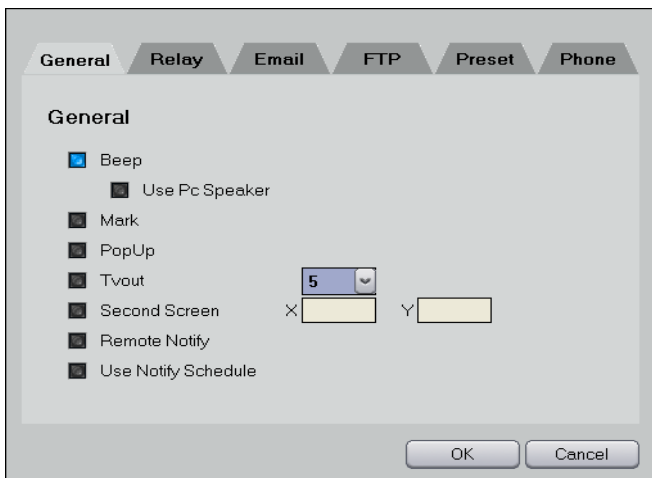 General Relay Email FTP Preset Phone
General
Beep
Use Pc Speaker
Mark
PopUp
Tvout 5
Second Screen X Y
Remote Notify
Use Notify Schedule
OK Cancel